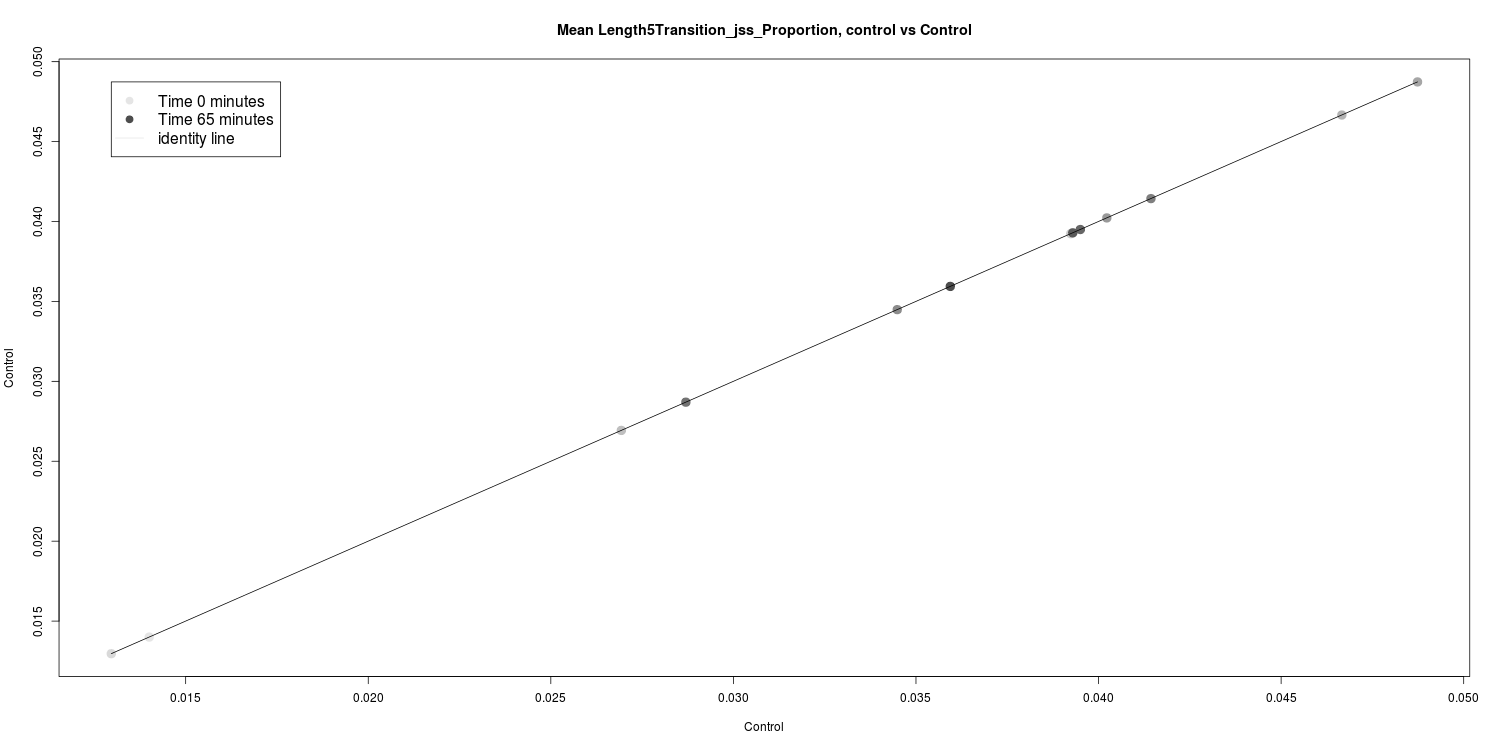 Mean Length5Transition_jss_Proportion, control vs Control
Time 0 minutes
Time 65 minutes
identity line
0.050
0.045
0.040
0.035
0.030
0.025
0.020
0.015
Control
0.015 0.020 0.025 0.030 0.035 0.040 0.045 0.050
Control